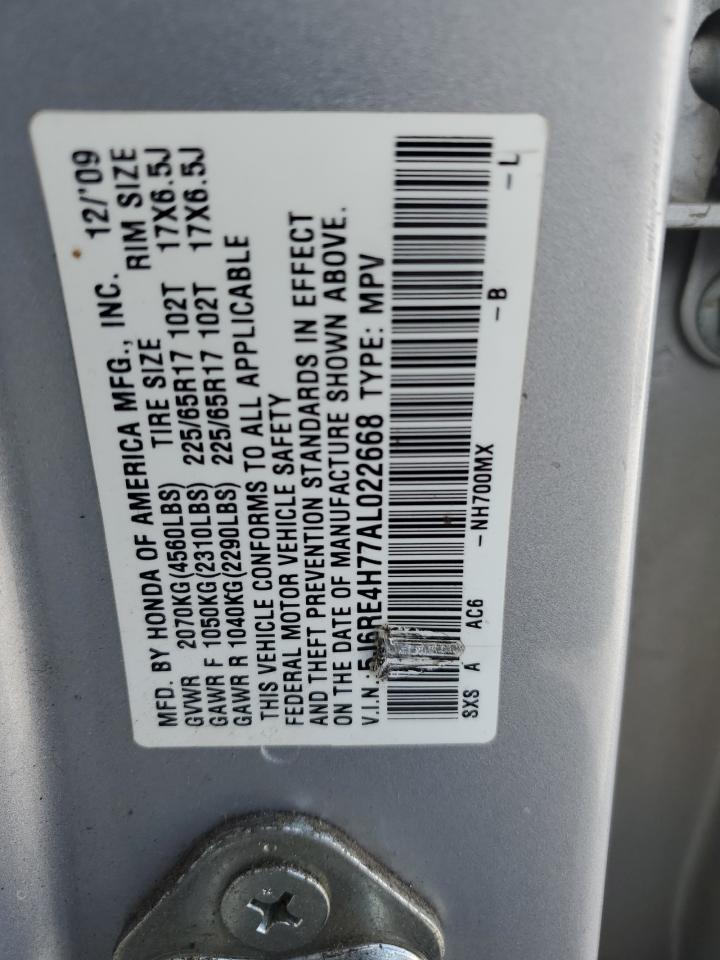 MFD. BY HONDA OF AMERICA MFG., INC. 12/'09
GVWR 2070KG(4560LBS) TIRE SIZE RIM SIZE
GAWR F 1050KG(2310LBS) 225/65R17 102T 17X6.5J
GAWR R 1040KG(2290LBS) 225/65R17 102T 17X6.5J
THIS VEHICLE CONFORMS TO ALL APPLICABLE
FEDERAL MOTOR VEHICLE SAFETY
AND THEFT PREVENTION STANDARDS IN EFFECT
ON THE DATE OF MANUFACTURE SHOWN ABOVE.
V.I.N.: 5J6RE4H77AL022668 TYPE: MPV
SXS A AC6 -NH700MX -B -L